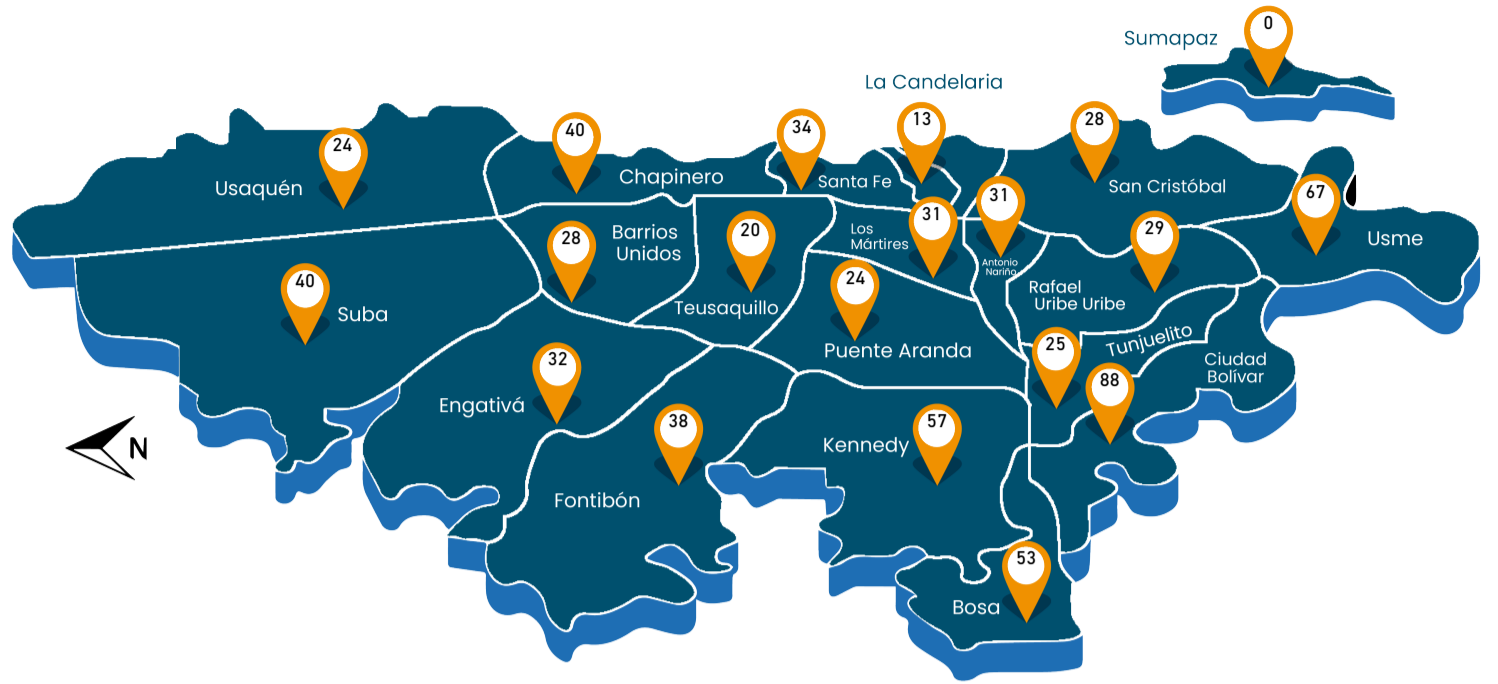 Sumapaz
0
La Candelaria
13
34
40
28
24
Usaquén
Chapinero
Santa Fe
San Cristóbal
31
31
67
Usme
Barrios
Unidos
28
20
Los
Mártires
29
Antonio
Nariño
Rafael
Uribe Uribe
40
Suba
Teusaquillo
24
Puente Aranda
25
Tunjuelito
Ciudad
Bolívar
32
Engativá
88
38
57
Kennedy
N
Fontibón
53
Bosa